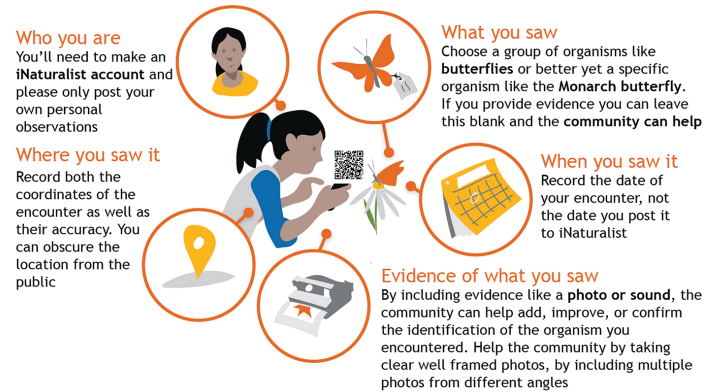 Who you are
You'll need to make an
iNaturalist account and
please only post your
own personal
observations
What you saw
Choose a group of organisms like
butterflies or better yet a specific
organism like the Monarch butterfly.
If you provide evidence you can leave
this blank and the community can help
Where you saw it
Record both the
coordinates of the
encounter as well as
their accuracy. You
can obscure the
location from the
public
When you saw it
Record the date of
your encounter, not
the date you post it
to iNaturalist
Evidence of what you saw
By including evidence like a photo or sound, the
community can help add, improve, or confirm
the identification of the organism you
encountered. Help the community by taking
clear well framed photos, by including multiple
photos from different angles